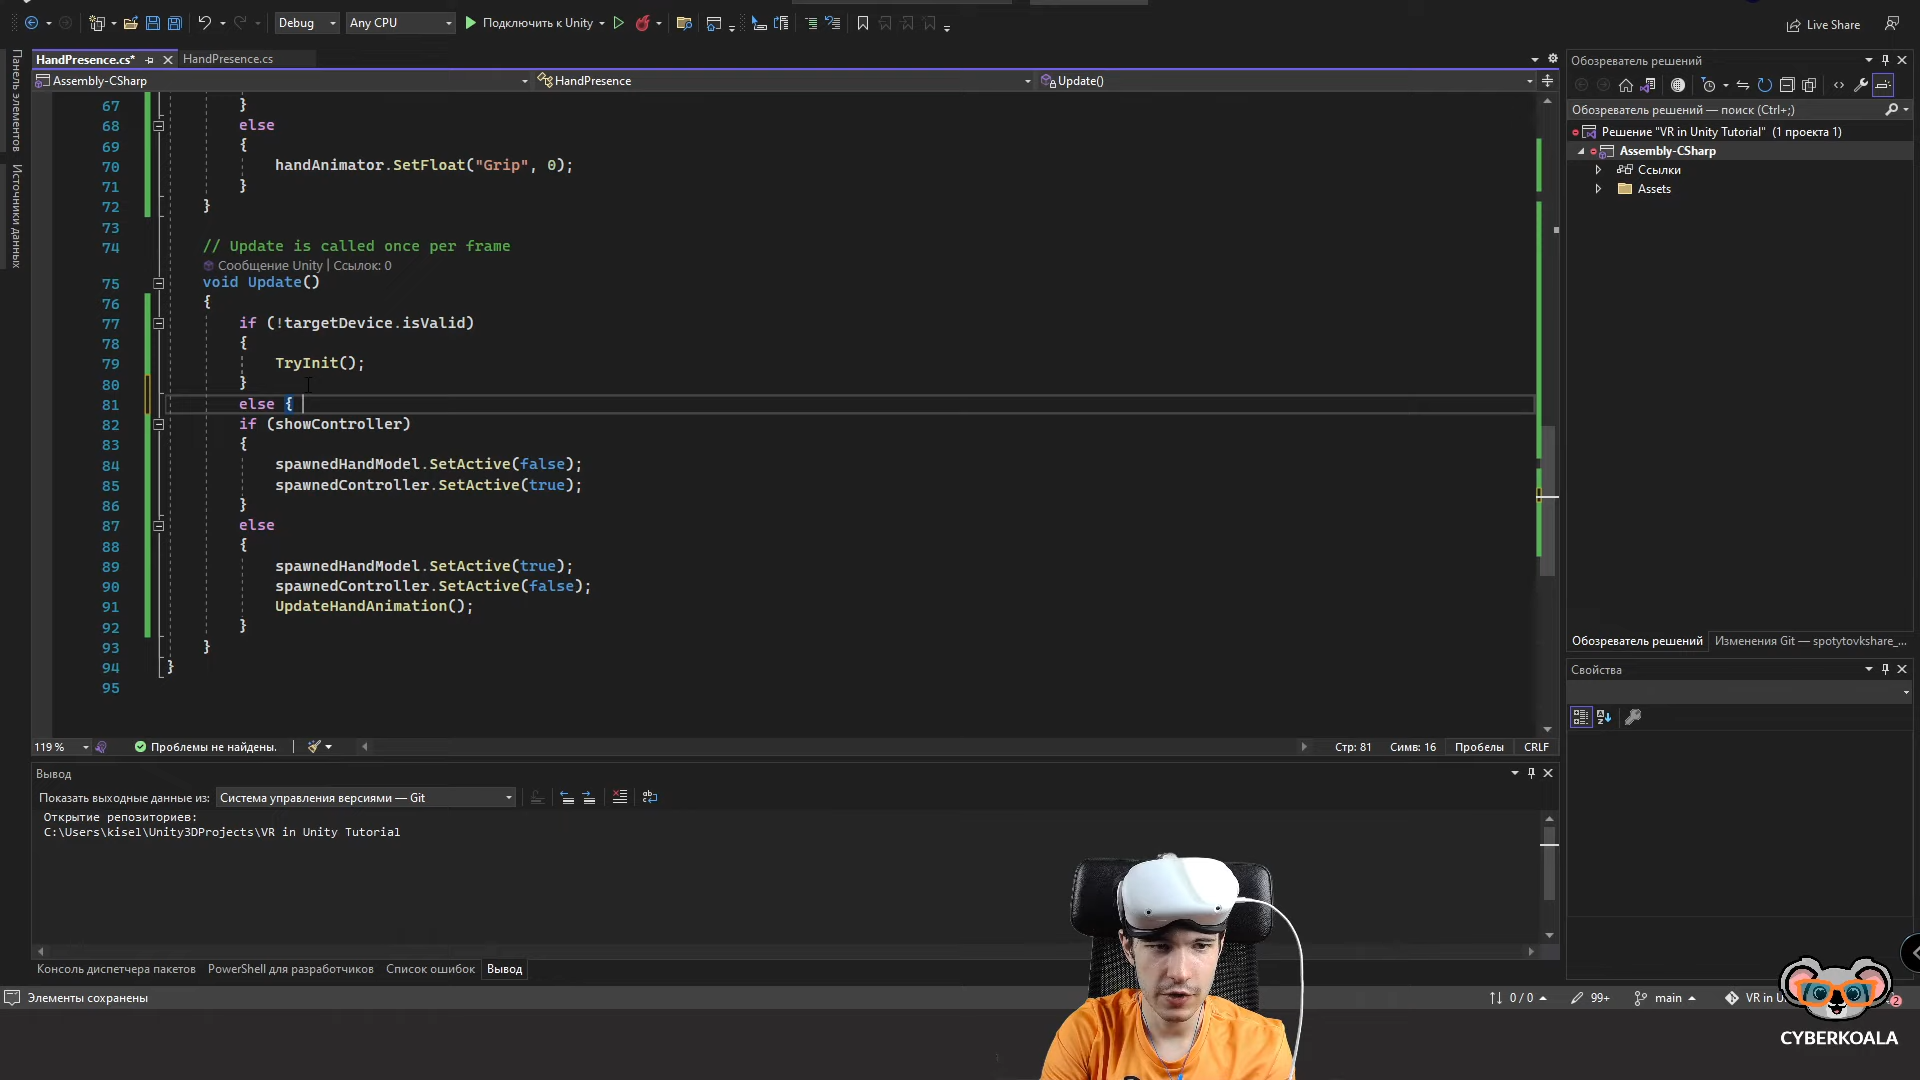 Debug
Any CPU
Подключить к Unity
Live Share
HandPresence.cs*
HandPresence.cs
Assembly-CSharp
HandPresence
Update()
Панель элементов
Источники данных
67 }
68 else
69 {
70 handAnimator.SetFloat("Grip", 0);
71 }
72 }
73
74 // Update is called once per frame
Сообщение Unity | Ссылок: 0
75 void Update()
76 {
77 if (!targetDevice.isValid)
78 {
79 TryInit();
80 }
81 else {
82 if (showController)
83 {
84 spawnedHandModel.SetActive(false);
85 spawnedController.SetActive(true);
86 }
87 else
88 {
89 spawnedHandModel.SetActive(true);
90 spawnedController.SetActive(false);
91 UpdateHandAnimation();
92 }
93 }
94 }
95
119 %
Проблемы не найдены.
Стр: 81
Симв: 16
Пробелы
CRLF
Вывод
Показать выходные данные из:
Система управления версиями — Git
Открытие репозиториев:
C:\Users\kisel\Unity3DProjects\VR in Unity Tutorial
Консоль диспетчера пакетов
PowerShell для разработчиков
Список ошибок
Вывод
Обозреватель решений
Обозреватель решений — поиск (Ctrl+;)
Решение "VR in Unity Tutorial" (1 проекта 1)
Assembly-CSharp
Ссылки
Assets
Обозреватель решений
Изменения Git — spotytovkshare_...
Свойства
Элементы сохранены
0 / 0
99+
main
VR in U
2
CYBERKOALA